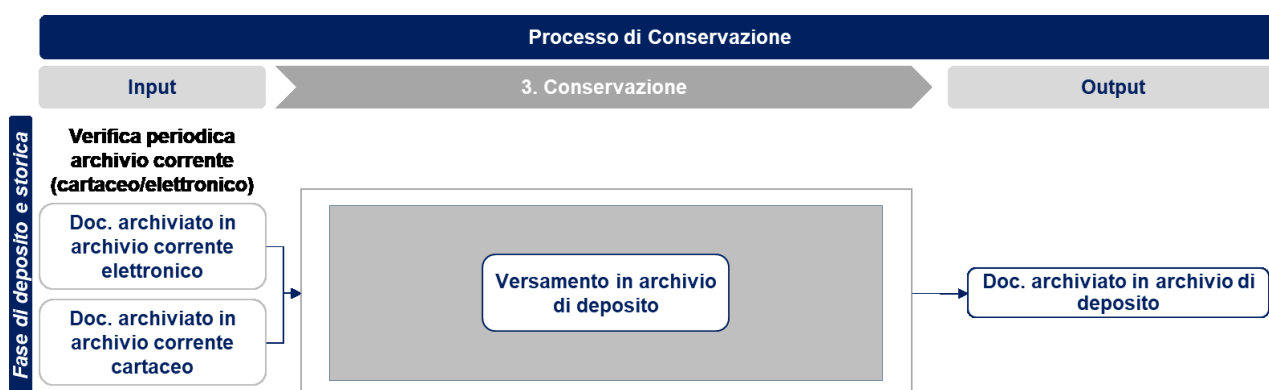 Processo di Conservazione
Input
3. Conservazione
Output
Fase di deposito e storica
Verifica periodica
archivio corrente
(cartaceo/elettronico)
Doc. archiviato in
archivio corrente
elettronico
Doc. archiviato in
archivio corrente
cartaceo
Versamento in archivio
di deposito
Doc. archiviato in archivio di
deposito